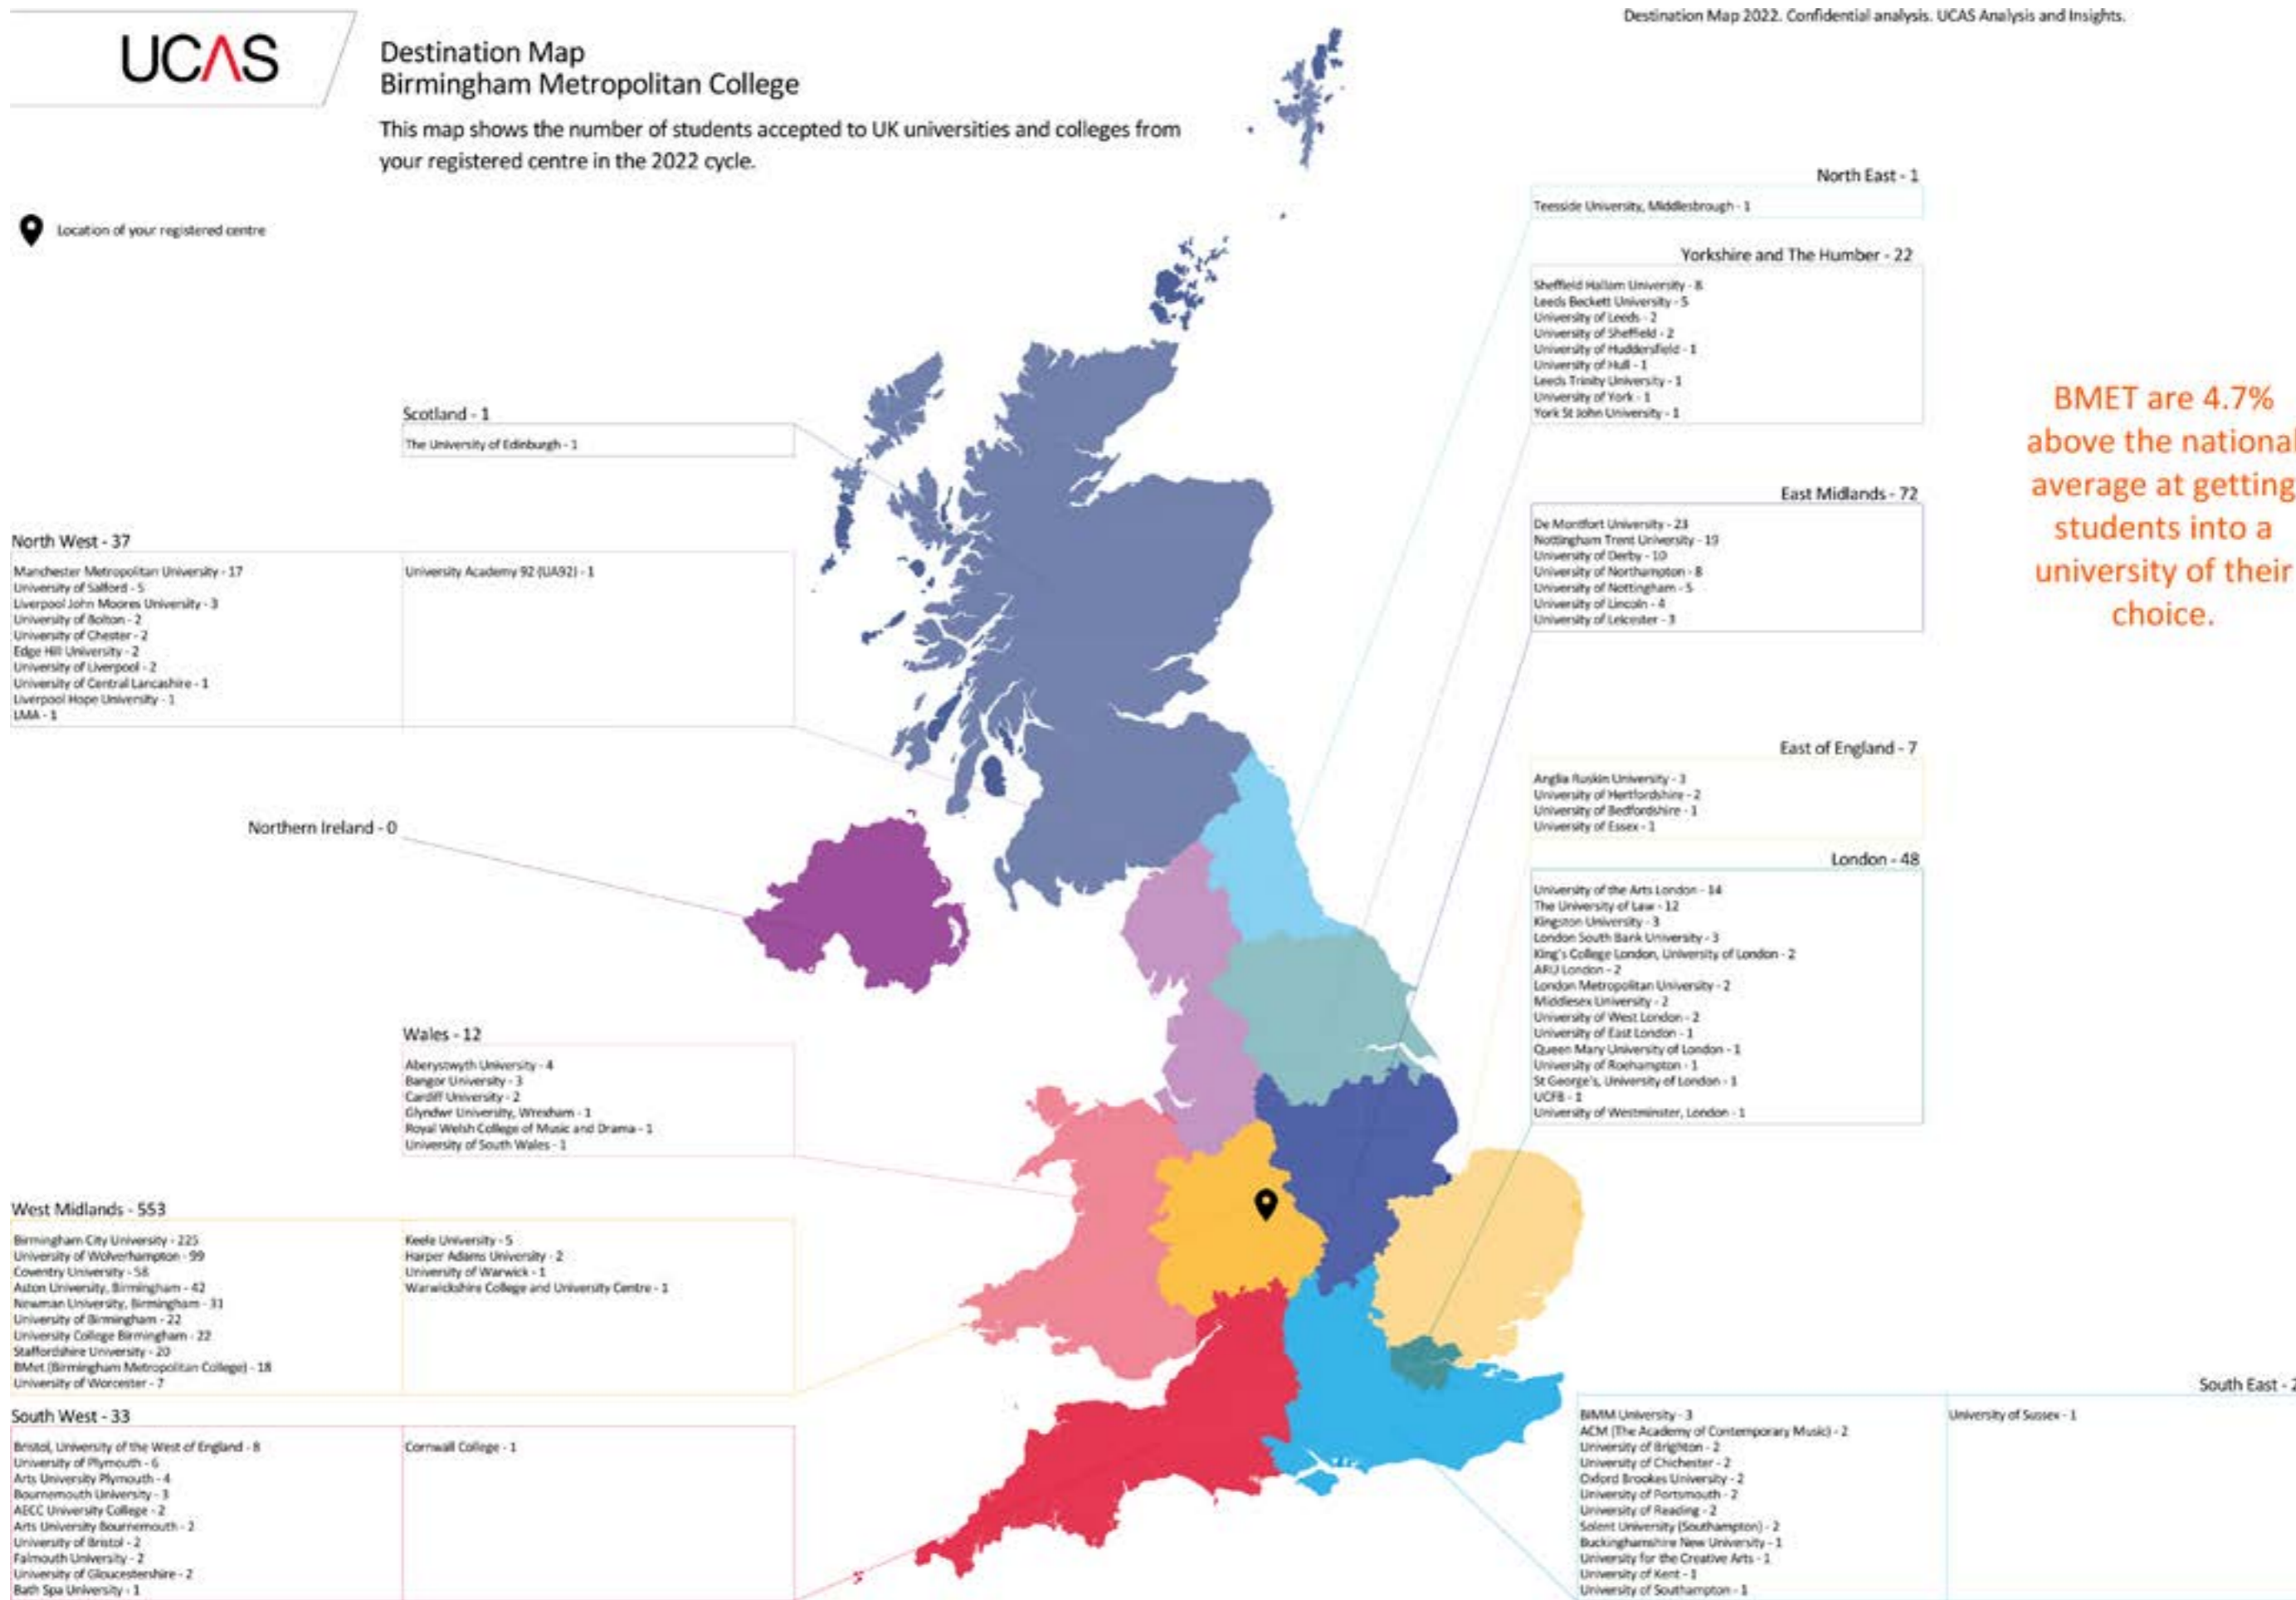 Destination Map 2022. Confidential analysis. UCAS Analysis and Insights.
UCAS
Destination Map
Birmingham Metropolitan College
This map shows the number of students accepted to UK universities and colleges from
your registered centre in the 2022 cycle.
Location of your registered centre
North East - 1
Teesside University, Middlesbrough - 1
Yorkshire and The Humber - 22
Sheffield Hallam University - 8
Leeds Beckett University - 5
University of Leeds - 2
University of Sheffield - 2
University of Huddersfield - 1
University of Hull - 1
Leeds Trinity University - 1
University of York - 1
York St John University - 1
BMET are 4.7%
above the national
average at getting
students into a
university of their
choice.
Scotland - 1
The University of Edinburgh - 1
East Midlands - 72
De Montfort University - 23
Nottingham Trent University - 19
University of Derby - 10
University of Northampton - 8
University of Nottingham - 5
University of Lincoln - 4
University of Leicester - 3
North West - 37
Manchester Metropolitan University - 17
University of Salford - 5
Liverpool John Moores University - 3
University of Bolton - 2
University of Chester - 2
Edge Hill University - 2
University of Liverpool - 2
University of Central Lancashire - 1
Liverpool Hope University - 1
LMA - 1
University Academy 92 (UA92) - 1
East of England - 7
Anglia Ruskin University - 3
University of Hertfordshire - 2
University of Bedfordshire - 1
University of Essex - 1
Northern Ireland - 0
London - 48
University of the Arts London - 14
The University of Law - 12
Kingston University - 3
London South Bank University - 3
King's College London, University of London - 2
ARU London - 2
London Metropolitan University - 2
Middlesex University - 2
University of West London - 2
University of East London - 1
Queen Mary University of London - 1
University of Roehampton - 1
St George's, University of London - 1
UCFB - 1
University of Westminster, London - 1
Wales - 12
Aberystwyth University - 4
Bangor University - 3
Cardiff University - 2
Glyndwr University, Wrexham - 1
Royal Welsh College of Music and Drama - 1
University of South Wales - 1
West Midlands - 553
Birmingham City University - 225
University of Wolverhampton - 99
Coventry University - 58
Aston University, Birmingham - 42
Newman University, Birmingham - 31
University of Birmingham - 22
University College Birmingham - 22
Staffordshire University - 20
BMet (Birmingham Metropolitan College) - 18
University of Worcester - 7
Keele University - 5
Harper Adams University - 2
University of Warwick - 1
Warwickshire College and University Centre - 1
South West - 33
Bristol, University of the West of England - 8
University of Plymouth - 6
Arts University Plymouth - 4
Bournemouth University - 3
AECC University College - 2
Arts University Bournemouth - 2
University of Bristol - 2
Falmouth University - 2
University of Gloucestershire - 2
Bath Spa University - 1
Cornwall College - 1
South East - 2
BIMM University - 3
ACM (The Academy of Contemporary Music) - 2
University of Brighton - 2
University of Chichester - 2
Oxford Brookes University - 2
University of Portsmouth - 2
University of Reading - 2
Solent University (Southampton) - 2
Buckinghamshire New University - 1
University for the Creative Arts - 1
University of Kent - 1
University of Southampton - 1
University of Sussex - 1